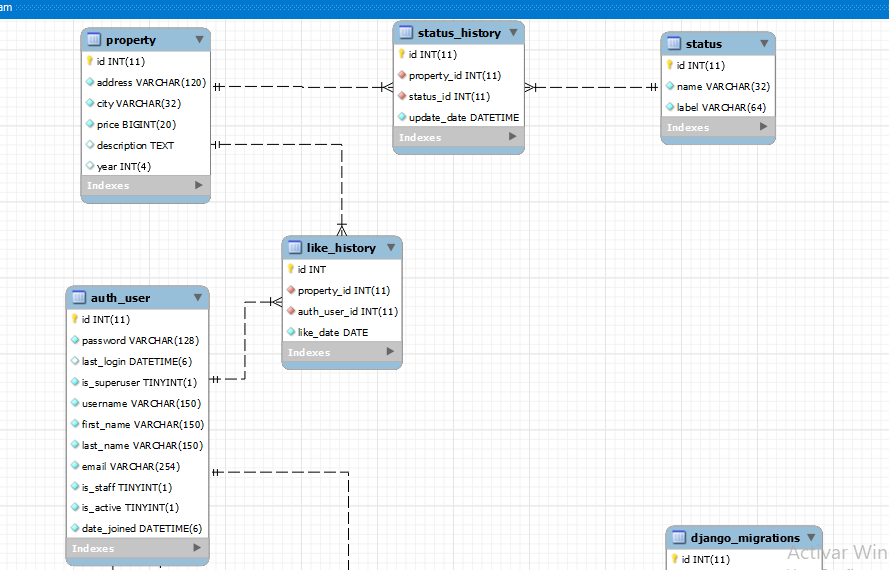 am
property
id INT(11)
address VARCHAR(120)
city VARCHAR(32)
price BIGINT(20)
description TEXT
year INT(4)
Indexes
status_history
id INT(11)
property_id INT(11)
status_id INT(11)
update_date DATETIME
Indexes
status
id INT(11)
name VARCHAR(32)
label VARCHAR(64)
Indexes
like_history
id INT
property_id INT(11)
auth_user_id INT(11)
like_date DATE
Indexes
auth_user
id INT(11)
password VARCHAR(128)
last_login DATETIME(6)
is_superuser TINYINT(1)
username VARCHAR(150)
first_name VARCHAR(150)
last_name VARCHAR(150)
email VARCHAR(254)
is_staff TINYINT(1)
is_active TINYINT(1)
date_joined DATETIME(6)
Indexes
django_migrations
id INT(11)
Activar Win